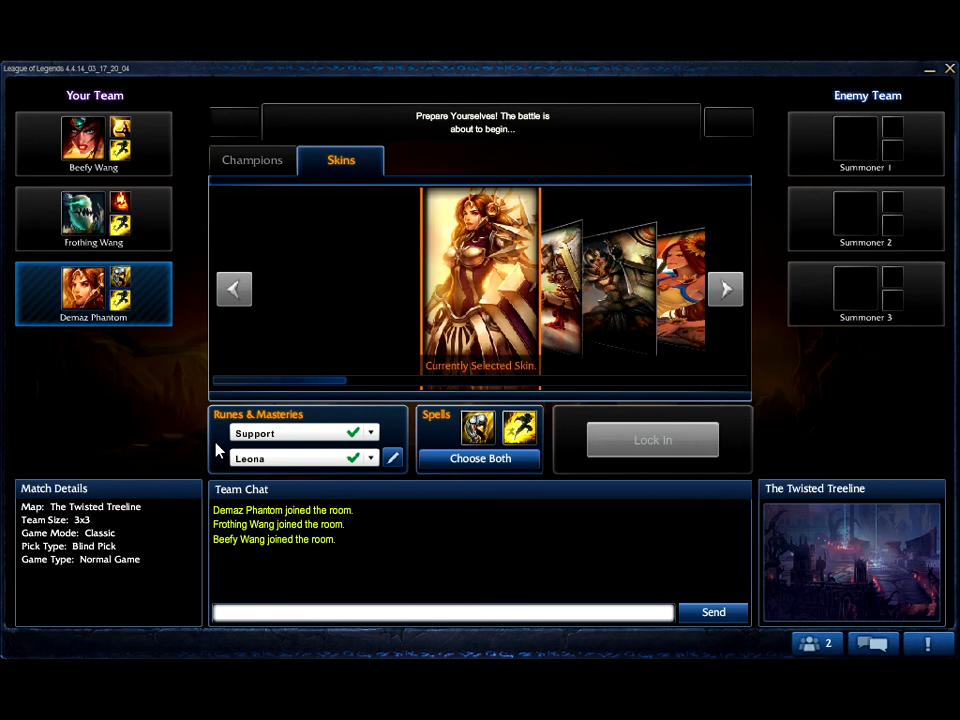 League of Legends 4.4.14_03_17_20_04
Your Team
Enemy Team
Prepare Yourselves! The battle is
about to begin...
Champions
Skins
Beefy Wang
Frothing Wang
Demaz Phantom
Summoner 1
Summoner 2
Summoner 3
Currently Selected Skin.
Runes & Masteries
Support
Leona
Spells
Choose Both
Lock In
Match Details
Map: The Twisted Treeline
Team Size: 3x3
Game Mode: Classic
Pick Type: Blind Pick
Game Type: Normal Game
Team Chat
Demaz Phantom joined the room.
Frothing Wang joined the room.
Beefy Wang joined the room.
Send
The Twisted Treeline
2